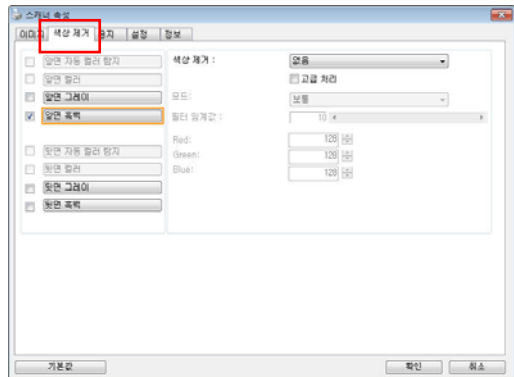 스캐너 속성
이미지 색상 제거 용지 설정 정보
앞면 자동 컬러 탐지
앞면 컬러
앞면 그레이
앞면 흑백
뒷면 자동 컬러 탐지
뒷면 컬러
뒷면 그레이
뒷면 흑백
색상 제거 : 없음
고급 처리
모드: 보통
필터 임계값 : 10
Red: 128
Green: 128
Blue: 128
기본값 확인 취소